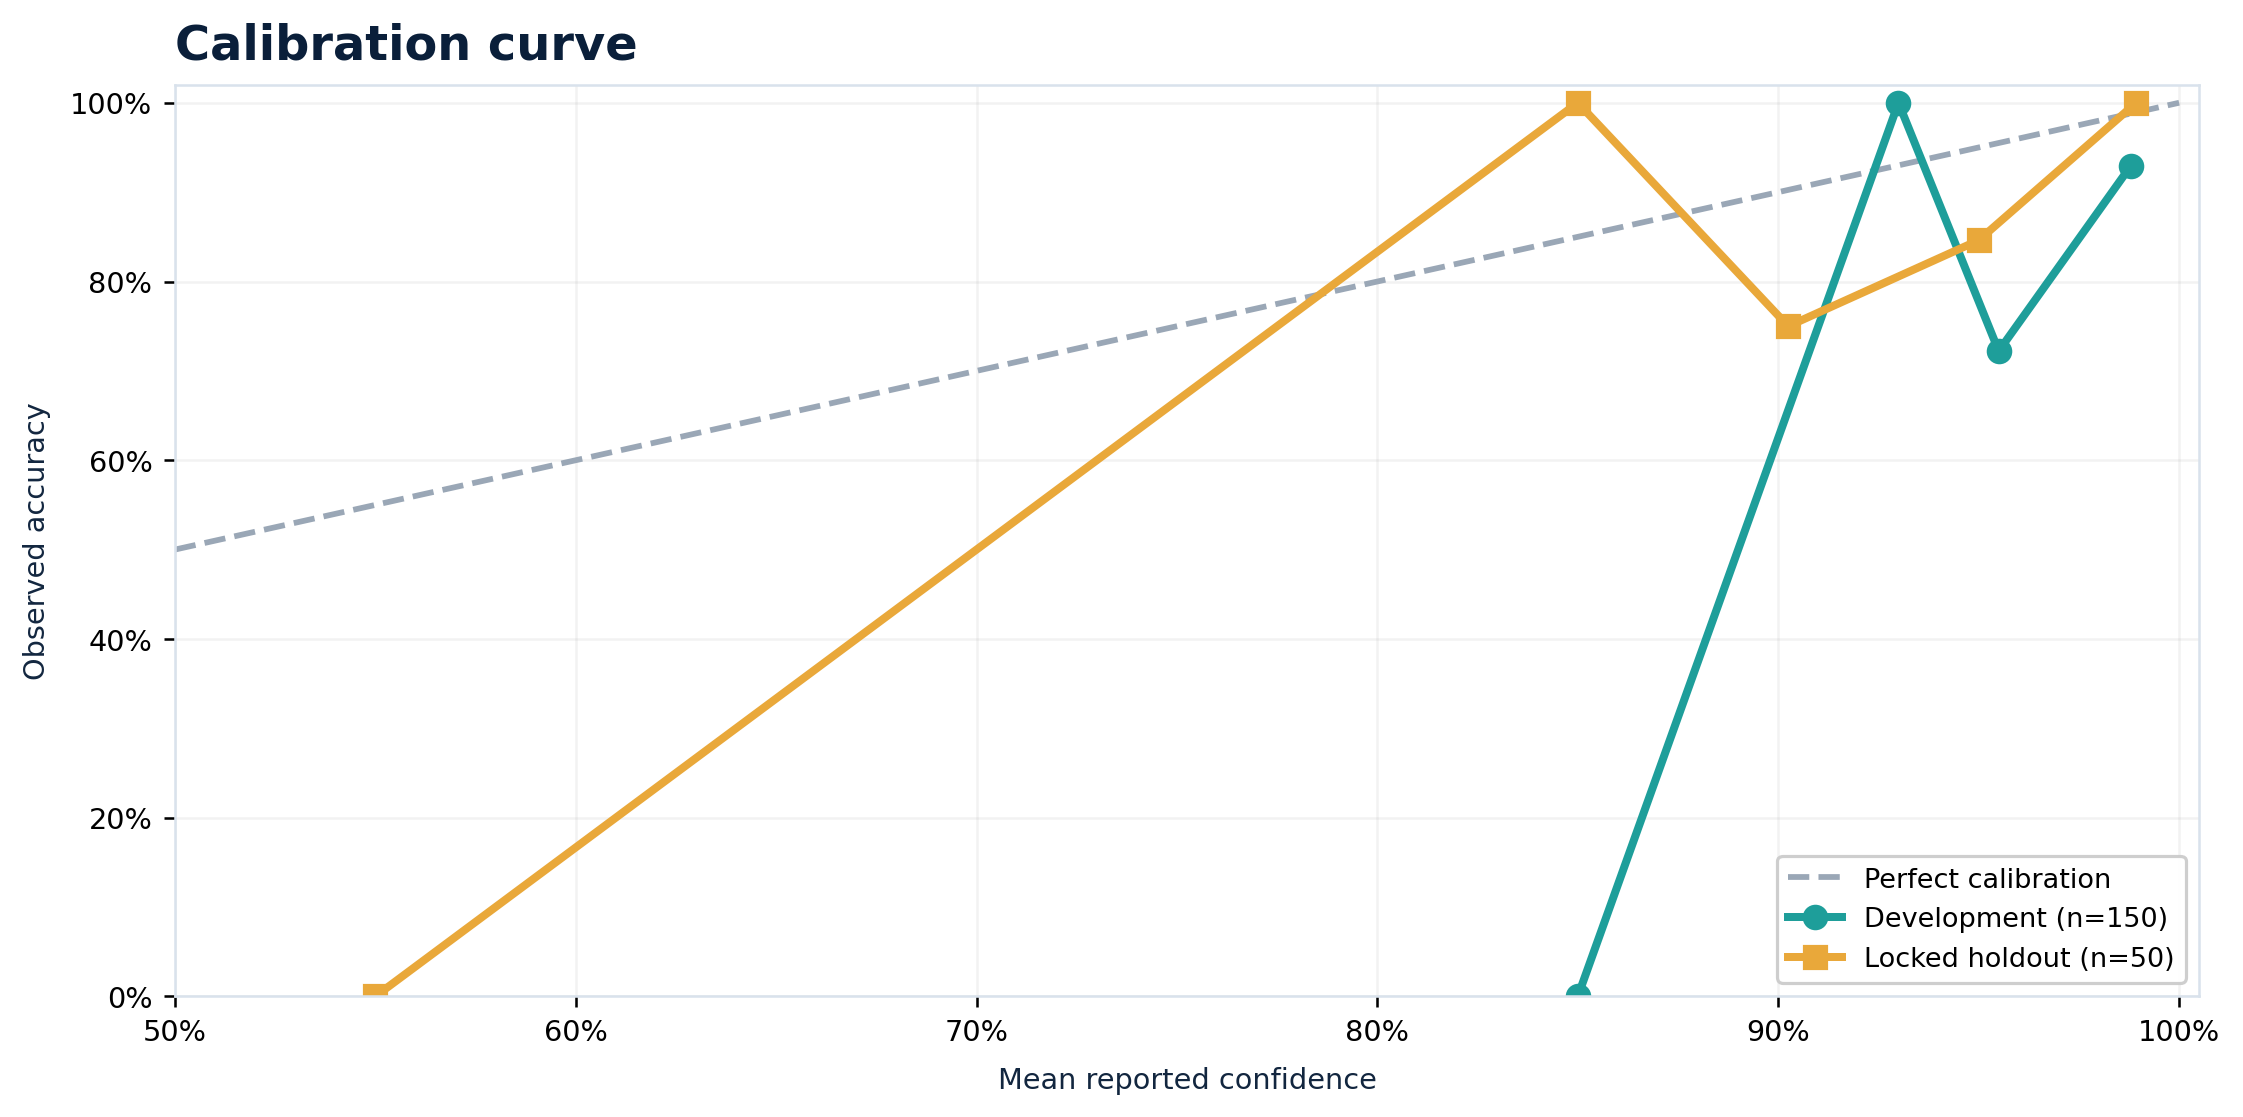 Calibration curve
100%
80%
60%
40%
20%
0%
Observed accuracy
50%
60%
70%
80%
90%
100%
Mean reported confidence
Perfect calibration
Development (n=150)
Locked holdout (n=50)